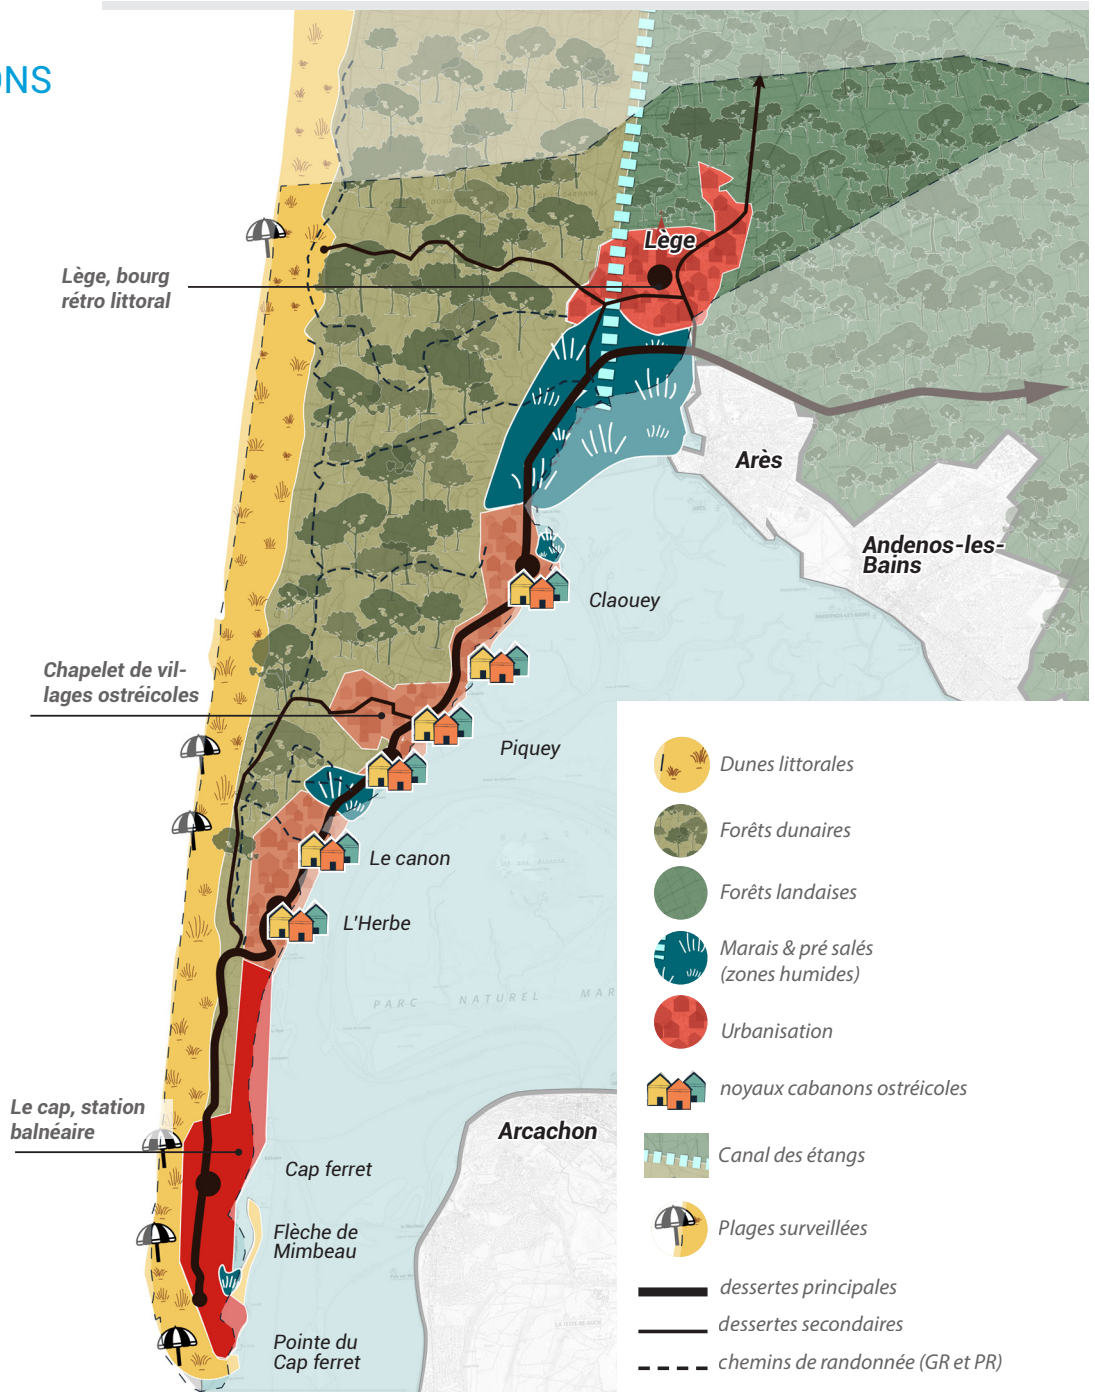 ONS
Lège
Lège, bourg
rétro littoral
Arès
Andenos-les-
Bains
Claouey
Chapelet de vil-
lages ostréicoles
Piquey
Le canon
L'Herbe
PARC NATUREL MAR
Le cap, station
balnéaire
Arcachon
Cap ferret
Flèche de
Mimbeau
Pointe du
Cap ferret
Dunes littorales
Forêts dunaires
Forêts landaises
Marais & pré salés
(zones humides)
Urbanisation
noyaux cabanons ostréicoles
Canal des étangs
Plages surveillées
dessertes principales
dessertes secondaires
chemins de randonnée (GR et PR)